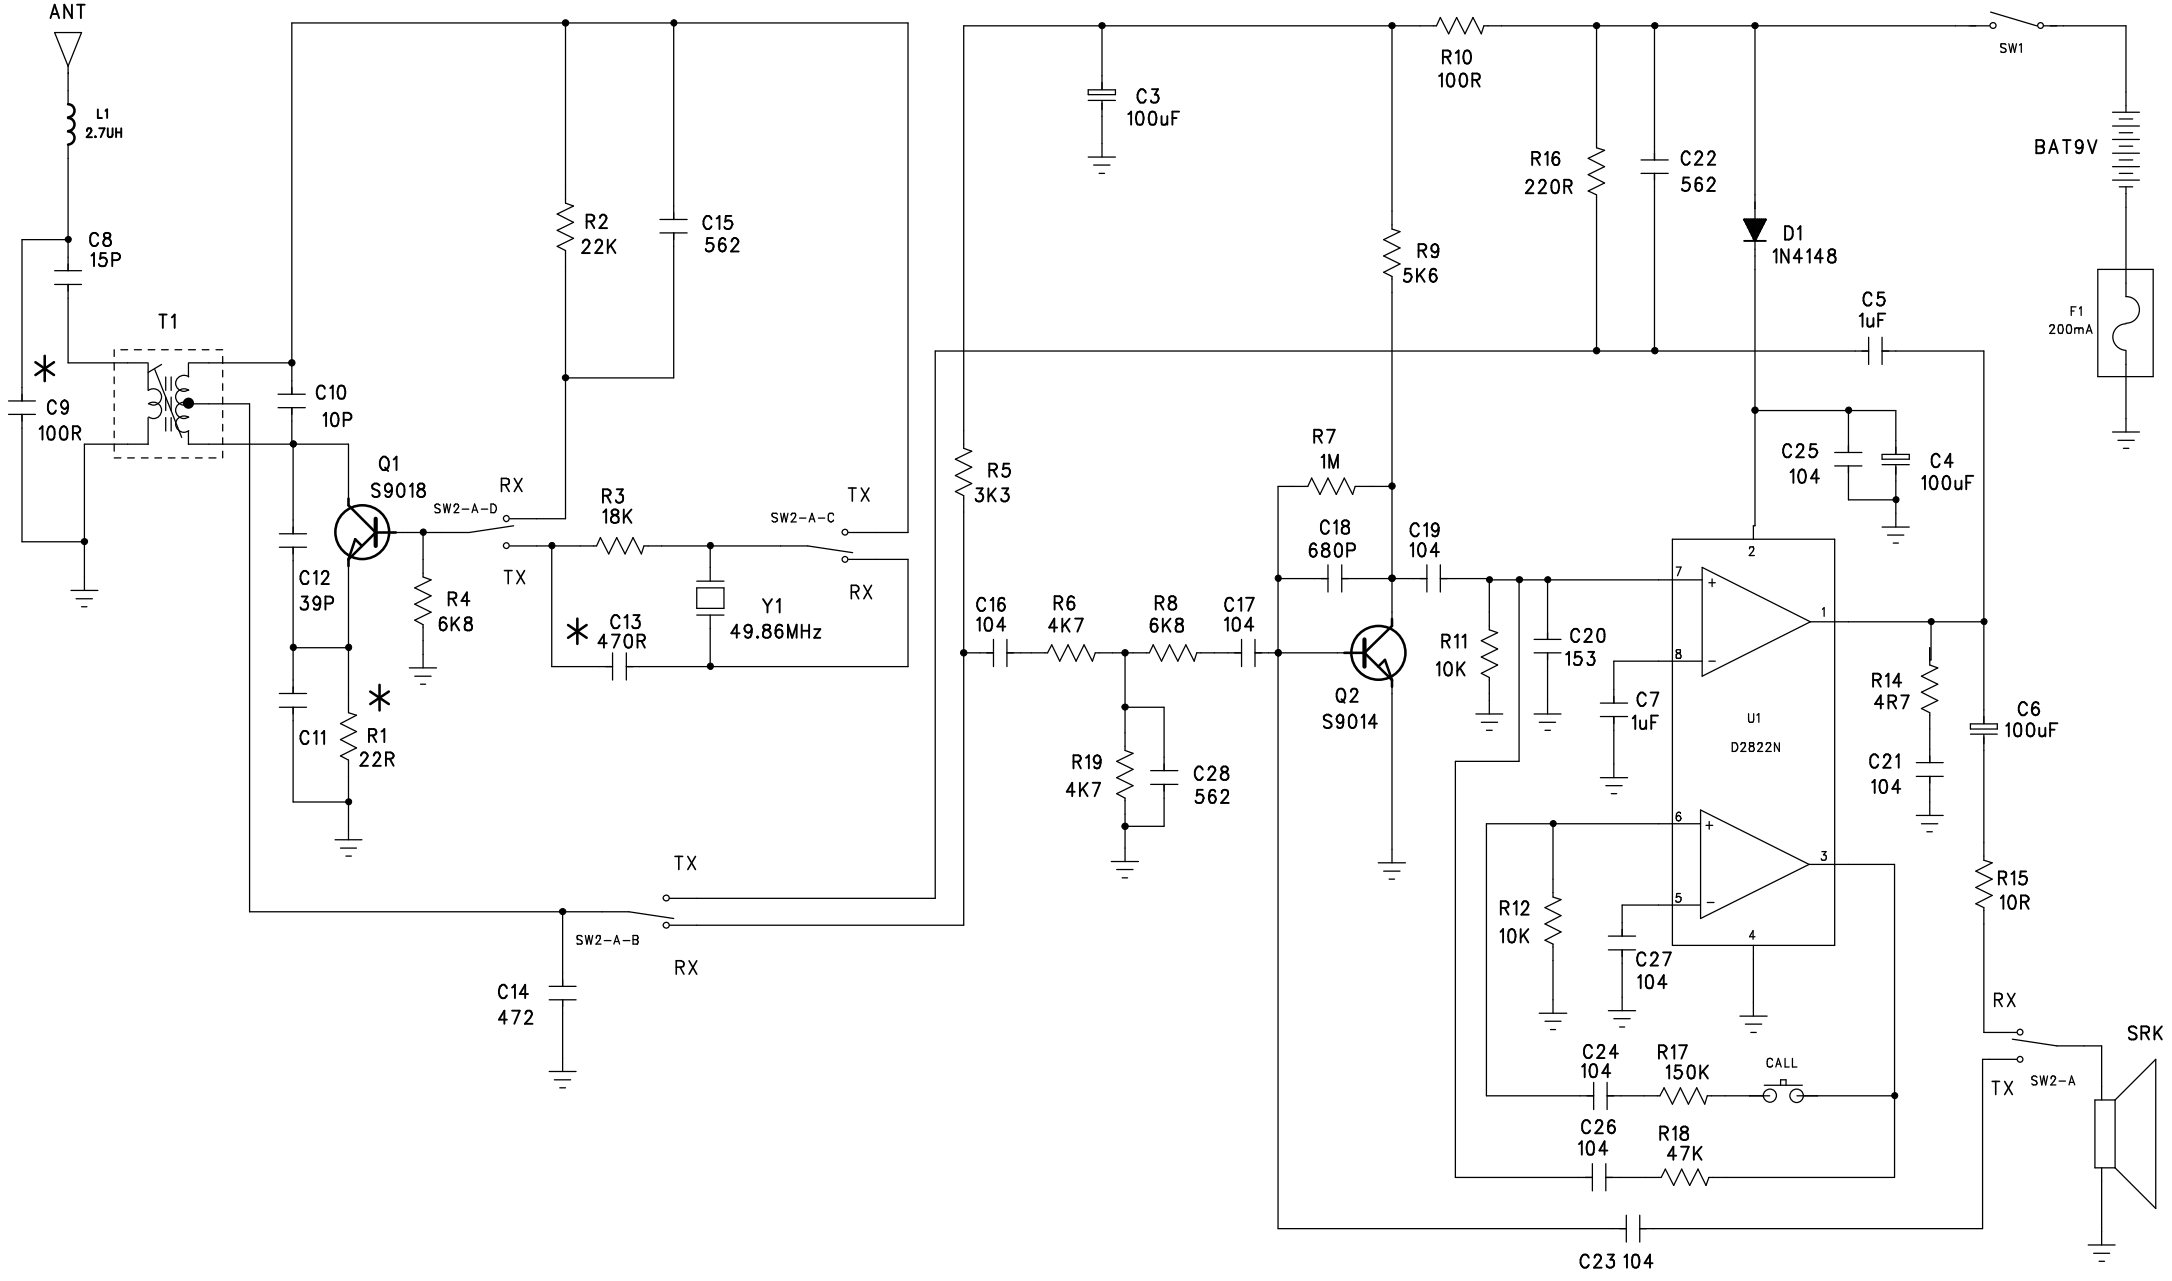 ANT
L1
2.7UH
C8
15P
T1
C9
100R
C10
10P
Q1
S9018
C12
39P
C11
R1
22R
R4
6K8
SW2-A-D
RX
TX
R2
22K
C15
562
R3
18K
C13
470R
Y1
49.86MHz
SW2-A-C
TX
RX
TX
SW2-A-B
RX
C14
472
C3
100uF
R5
3K3
C16
104
R6
4K7
R8
6K8
C17
104
R19
4K7
C28
562
R10
100R
R9
5K6
R7
1M
C18
680P
C19
104
Q2
S9014
R11
10K
C20
153
R16
220R
C22
562
D1
1N4148
SW1
BAT9V
F1
200mA
C5
1uF
C25
104
C4
100uF
2
7
+
1
8
-
C7
1uF
U1
D2822N
6
+
3
5
-
4
R12
10K
C27
104
R14
4R7
C21
104
C6
100uF
R15
10R
RX
TX
SW2-A
SRK
C24
104
R17
150K
CALL
C26
104
R18
47K
C23 104